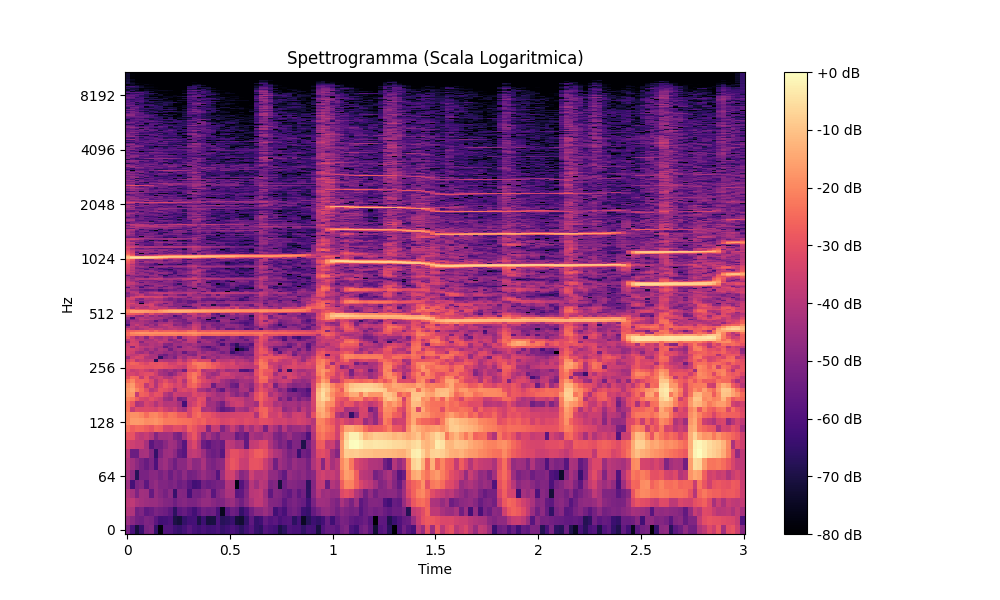 Spettrogramma (Scala Logaritmica)
Hz
8192
4096
2048
1024
512
256
128
64
0
0 0.5 1 1.5 2 2.5 3
Time
+0 dB
-10 dB
-20 dB
-30 dB
-40 dB
-50 dB
-60 dB
-70 dB
-80 dB